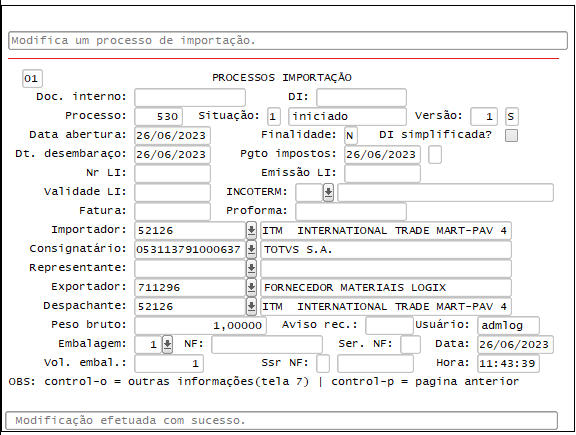 Modifica um processo de importação.
01 PROCESSOS IMPORTAÇÃO
Doc. interno: DI:
Processo: 530 Situação: 1 iniciado Versão: 1 S
Data abertura: 26/06/2023 Finalidade: N DI simplificada?
Dt. desembaraço: 26/06/2023 Pgto impostos: 26/06/2023
Nr LI: Emissão LI:
Validade LI: INCOTERM:
Fatura: Proforma:
Importador: 52126 ITM  INTERNATIONAL TRADE MART-PAV 4
Consignatário: 053113791000637 TOTVS S.A.
Representante:
Exportador: 711296 FORNECEDOR MATERIAIS LOGIX
Despachante: 52126 ITM  INTERNATIONAL TRADE MART-PAV 4
Peso bruto: 1,00000 Aviso rec.: Usuário: admlog
Embalagem: 1 NF: Ser. NF: Data: 26/06/2023
Vol. embal.: 1 Ssr NF: Hora: 11:43:39
OBS: control-o = outras informações(tela 7) | control-p = pagina anterior
Modificação efetuada com sucesso.